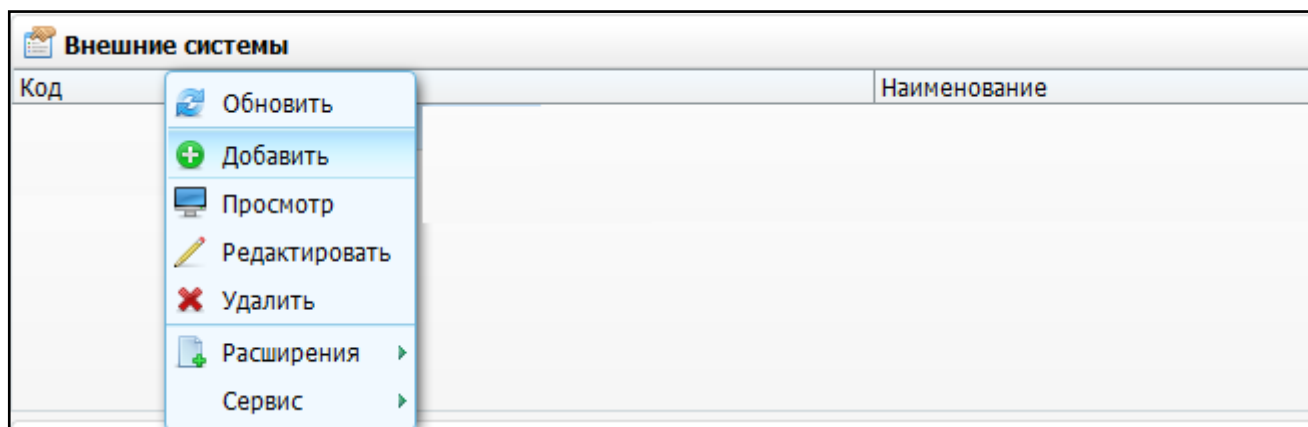 Внешние системы
Код Наименование
Обновить
Добавить
Просмотр
Редактировать
Удалить
Расширения
Сервис